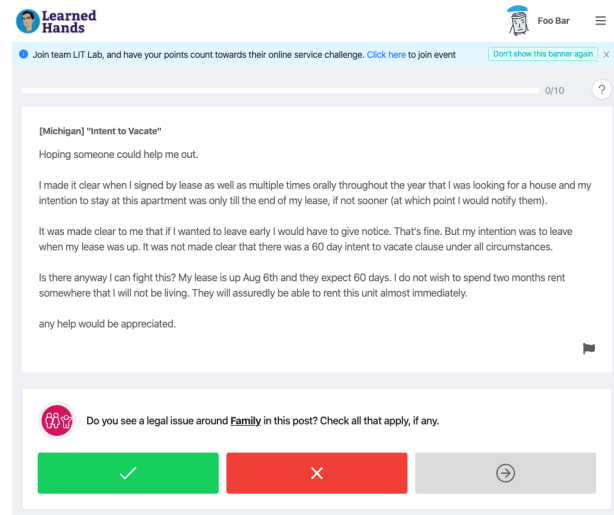 Learned
Hands
Foo Bar
Join team LIT Lab, and have your points count towards their online service challenge. Click here to join event
Don't show this banner again
0/10
?
[Michigan] "Intent to Vacate"
Hoping someone could help me out.
I made it clear when I signed by lease as well as multiple times orally throughout the year that I was looking for a house and my
intention to stay at this apartment was only till the end of my lease, if not sooner (at which point I would notify them).
It was made clear to me that if I wanted to leave early I would have to give notice. That's fine. But my intention was to leave
when my lease was up. It was not made clear that there was a 60 day intent to vacate clause under all circumstances.
Is there anyway I can fight this? My lease is up Aug 6th and they expect 60 days. I do not wish to spend two months rent
somewhere that I will not be living. They will assuredly be able to rent this unit almost immediately.
any help would be appreciated.
Do you see a legal issue around Family in this post? Check all that apply, if any.